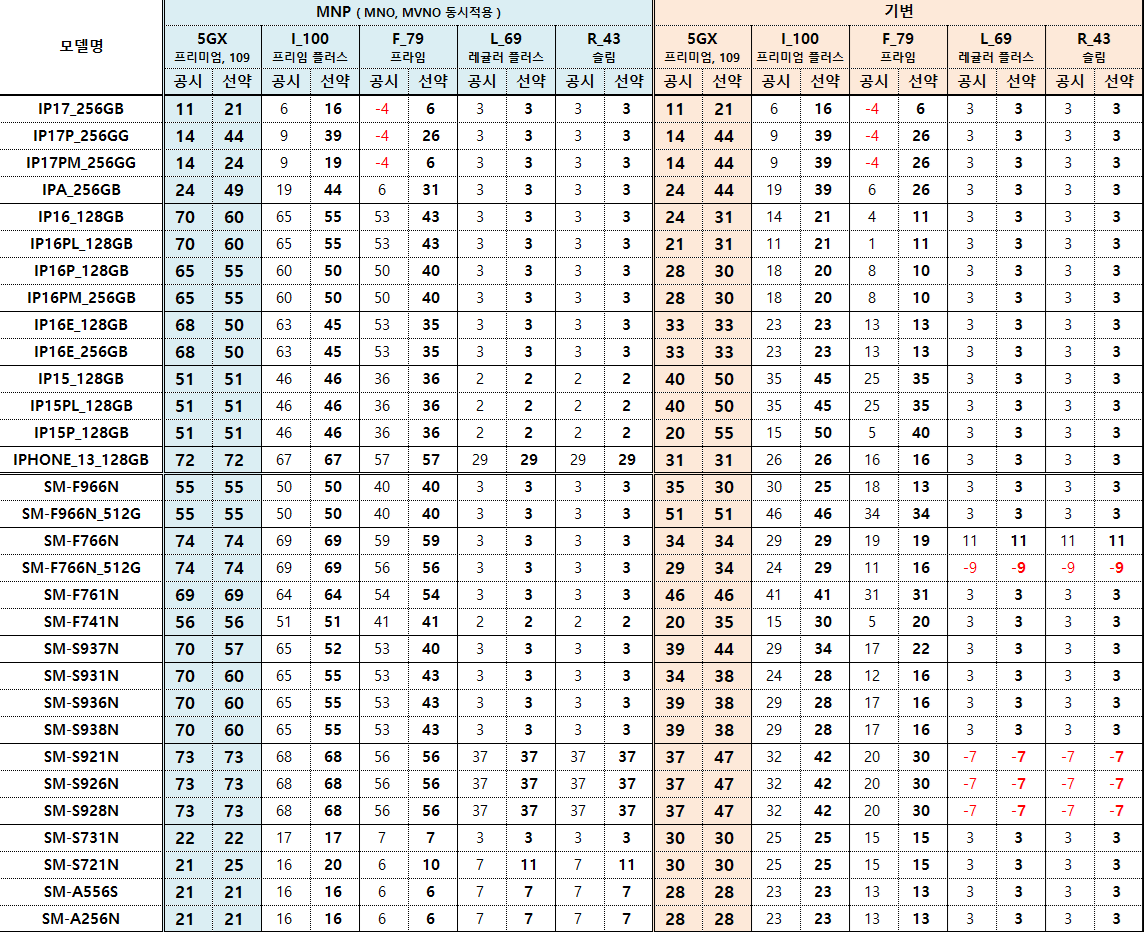 모델명 MNP ( MNO, MVNO 동시적용 ) 기변
5GX I_100 F_79 L_69 R_43 5GX I_100 F_79 L_69 R_43
프리미엄, 109 프리임 플러스 프라임 레귤러 플러스 슬림 프리미엄, 109 프리미엄 플러스 프라임 레귤러 플러스 슬림
공시 선약 공시 선약 공시 선약 공시 선약 공시 선약 공시 선약 공시 선약 공시 선약 공시 선약 공시 선약
IP17_256GB 11 21 6 16 -4 6 3 3 3 3 11 21 6 16 -4 6 3 3 3 3
IP17P_256GG 14 44 9 39 -4 26 3 3 3 3 14 44 9 39 -4 26 3 3 3 3
IP17PM_256GG 14 24 9 19 -4 6 3 3 3 3 14 44 9 39 -4 26 3 3 3 3
IPA_256GB 24 49 19 44 6 31 3 3 3 3 24 44 19 39 6 26 3 3 3 3
IP16_128GB 70 60 65 55 53 43 3 3 3 3 24 31 14 21 4 11 3 3 3 3
IP16PL_128GB 70 60 65 55 53 43 3 3 3 3 21 31 11 21 1 11 3 3 3 3
IP16P_128GB 65 55 60 50 50 40 3 3 3 3 28 30 18 20 8 10 3 3 3 3
IP16PM_256GB 65 55 60 50 50 40 3 3 3 3 28 30 18 20 8 10 3 3 3 3
IP16E_128GB 68 50 63 45 53 35 3 3 3 3 33 33 23 23 13 13 3 3 3 3
IP16E_256GB 68 50 63 45 53 35 3 3 3 3 33 33 23 23 13 13 3 3 3 3
IP15_128GB 51 51 46 46 36 36 2 2 2 2 40 50 35 45 25 35 3 3 3 3
IP15PL_128GB 51 51 46 46 36 36 2 2 2 2 40 50 35 45 25 35 3 3 3 3
IP15P_128GB 51 51 46 46 36 36 2 2 2 2 20 55 15 50 5 40 3 3 3 3
IPHONE_13_128GB 72 72 67 67 57 57 29 29 29 29 31 31 26 26 16 16 3 3 3 3
SM-F966N 55 55 50 50 40 40 3 3 3 3 35 30 30 25 18 13 3 3 3 3
SM-F966N_512G 55 55 50 50 40 40 3 3 3 3 51 51 46 46 34 34 3 3 3 3
SM-F766N 74 74 69 69 59 59 3 3 3 3 34 34 29 29 19 19 11 11 11 11
SM-F766N_512G 74 74 69 69 56 56 3 3 3 3 29 34 24 29 11 16 -9 -9 -9 -9
SM-F761N 69 69 64 64 54 54 3 3 3 3 46 46 41 41 31 31 3 3 3 3
SM-F741N 56 56 51 51 41 41 2 2 2 2 20 35 15 30 5 20 3 3 3 3
SM-S937N 70 57 65 52 53 40 3 3 3 3 39 44 29 34 17 22 3 3 3 3
SM-S931N 70 60 65 55 53 43 3 3 3 3 34 38 24 28 12 16 3 3 3 3
SM-S936N 70 60 65 55 53 43 3 3 3 3 39 38 29 28 17 16 3 3 3 3
SM-S938N 70 60 65 55 53 43 3 3 3 3 39 38 29 28 17 16 3 3 3 3
SM-S921N 73 73 68 68 56 56 37 37 37 37 37 47 32 42 20 30 -7 -7 -7 -7
SM-S926N 73 73 68 68 56 56 37 37 37 37 37 47 32 42 20 30 -7 -7 -7 -7
SM-S928N 73 73 68 68 56 56 37 37 37 37 37 47 32 42 20 30 -7 -7 -7 -7
SM-S731N 22 22 17 17 7 7 3 3 3 3 30 30 25 25 15 15 3 3 3 3
SM-S721N 21 25 16 20 6 10 7 11 7 11 30 30 25 25 15 15 3 3 3 3
SM-A556S 21 21 16 16 6 6 7 7 7 7 28 28 23 23 13 13 3 3 3 3
SM-A256N 21 21 16 16 6 6 7 7 7 7 28 28 23 23 13 13 3 3 3 3